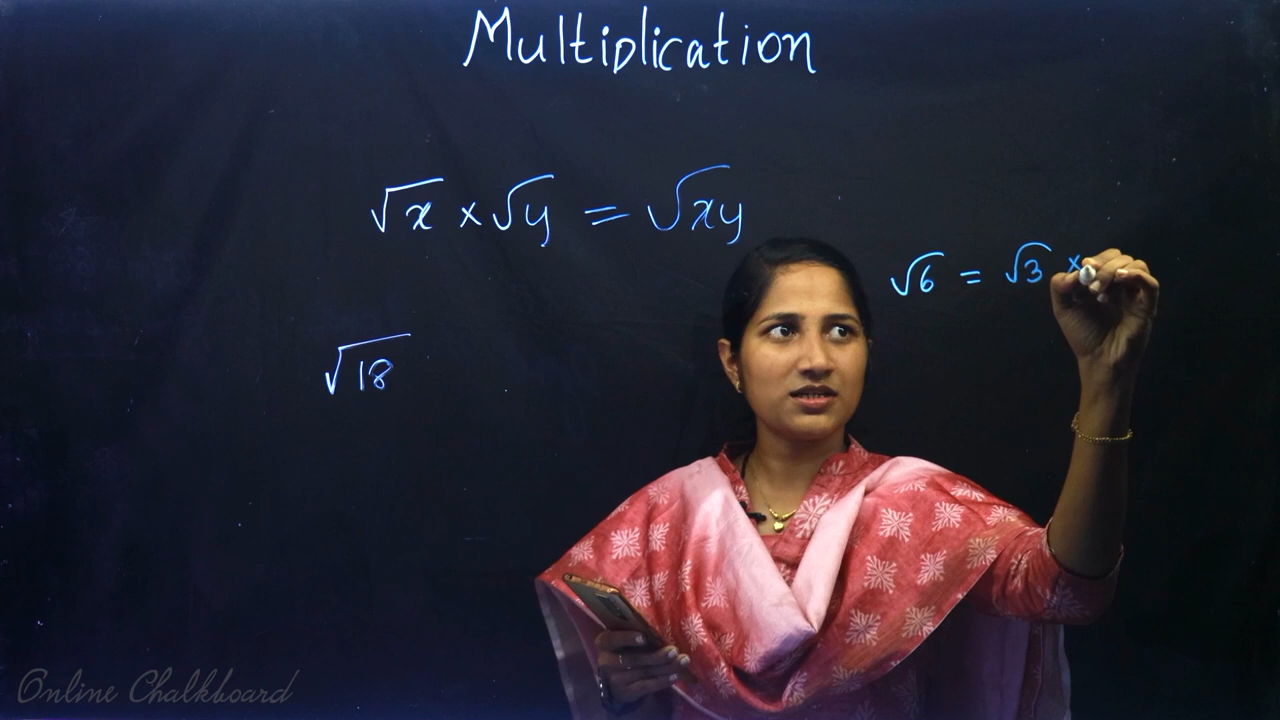 Multiplication
√x × √y = √xy
√6 = √3 ×
√18
Online Chalkboard